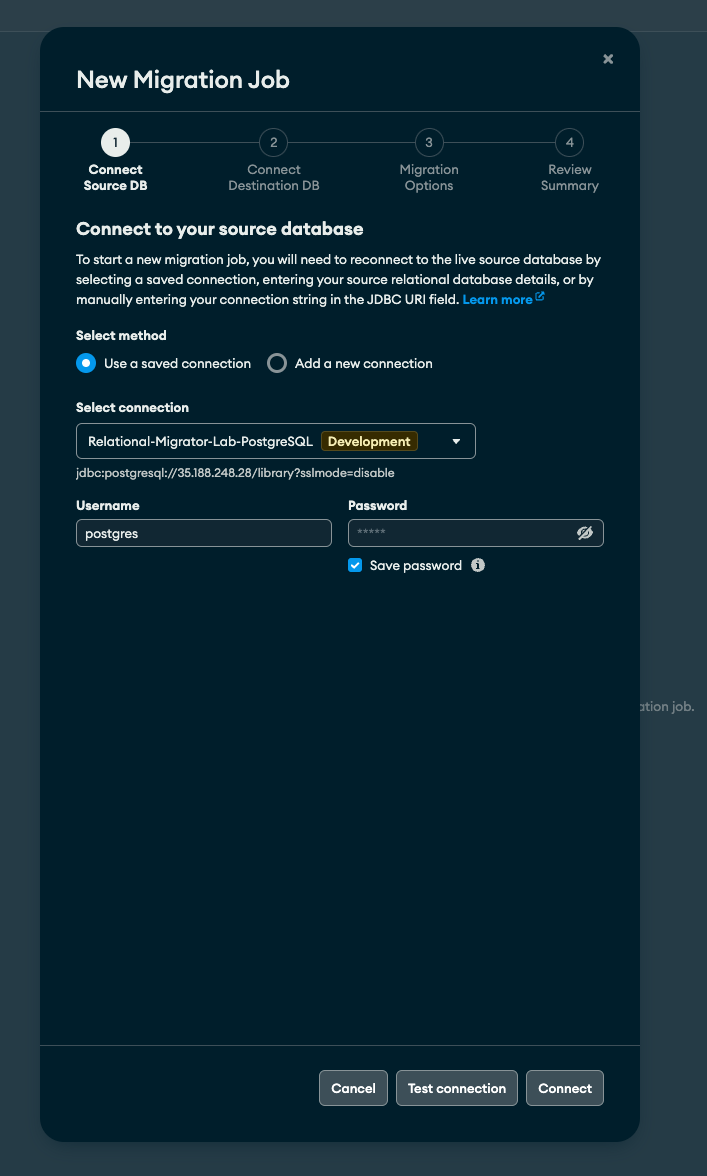 New Migration Job
1
2
3
4
Connect
Source DB
Connect
Destination DB
Migration
Options
Review
Summary
Connect to your source database
To start a new migration job, you will need to reconnect to the live source database by
selecting a saved connection, entering your source relational database details, or by
manually entering your connection string in the JDBC URI field. Learn more
Select method
Use a saved connection
Add a new connection
Select connection
Relational-Migrator-Lab-PostgreSQL Development
jdbc:postgresql://35.188.248.28/library?sslmode=disable
Username
Password
postgres
*****
Save password
ation job.
Cancel
Test connection
Connect